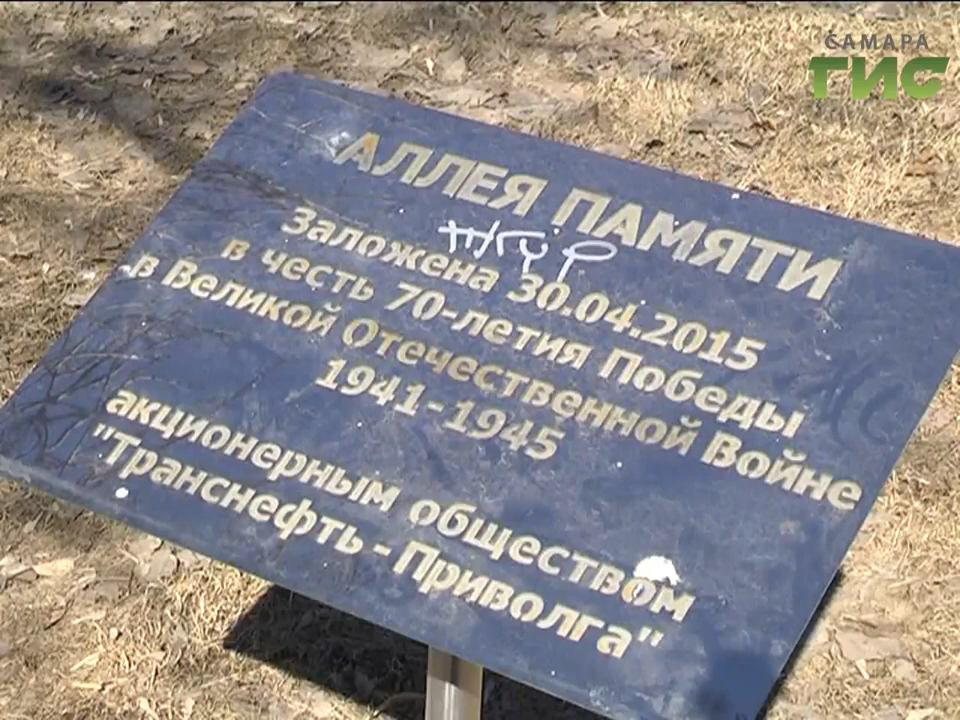 САМАРА
ГИС
АЛЛЕЯ ПАМЯТИ
Заложена 30.04.2015
в честь 70-летия Победы
в Великой Отечественной Войне
1941-1945
акционерным обществом
"Транснефть - Приволга"